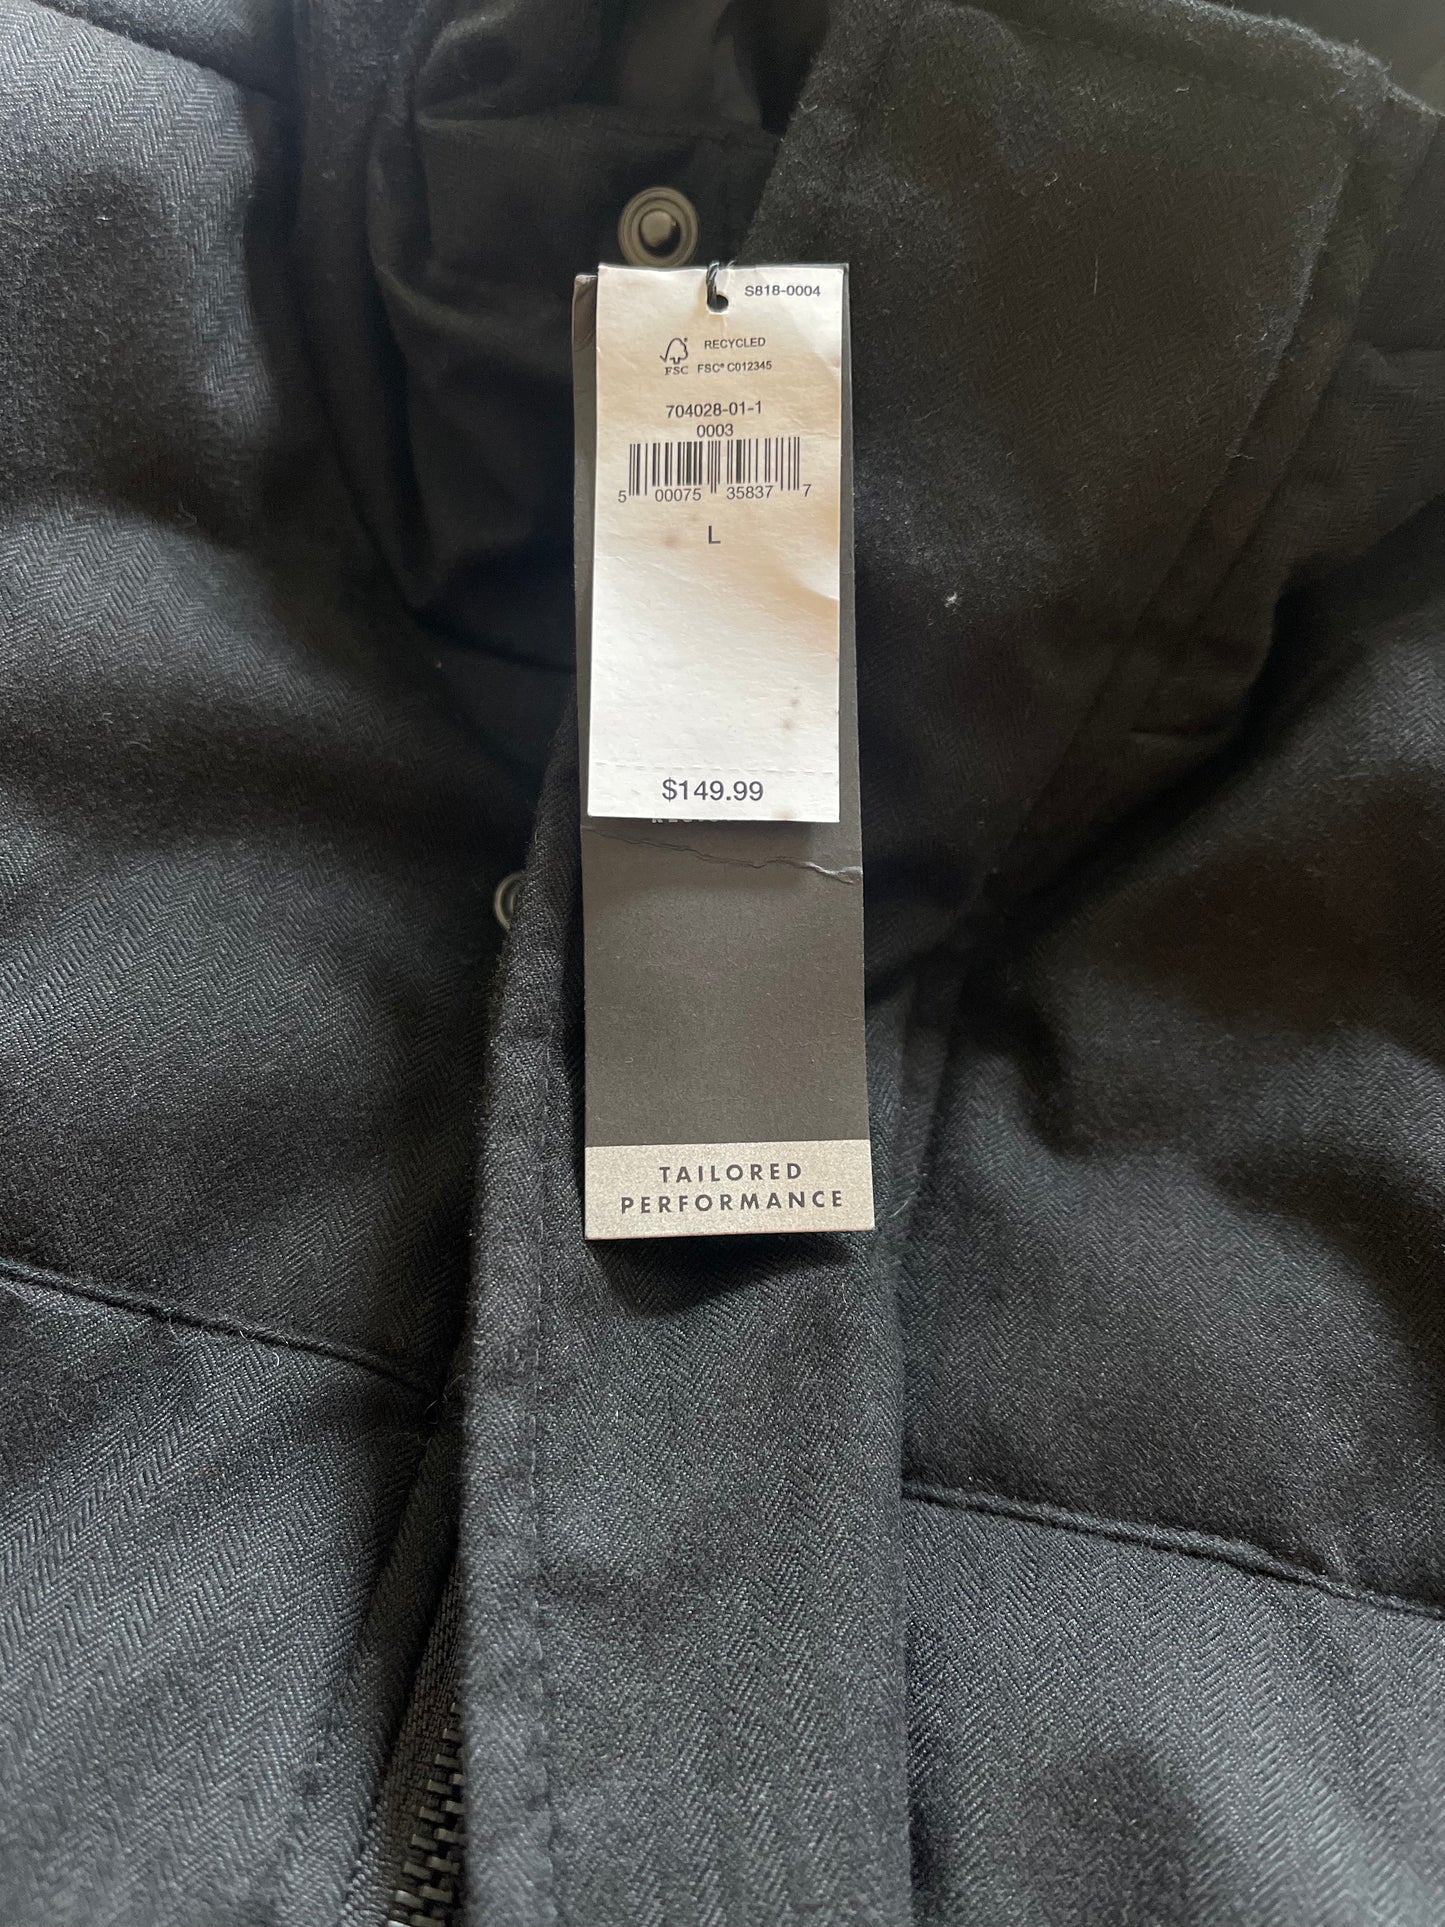 S818-0004
RECYCLED
FSC FSC® C012345
704028-01-1
0003
5 00075 35837 7
L
$149.99
TAILORED
PERFORMANCE